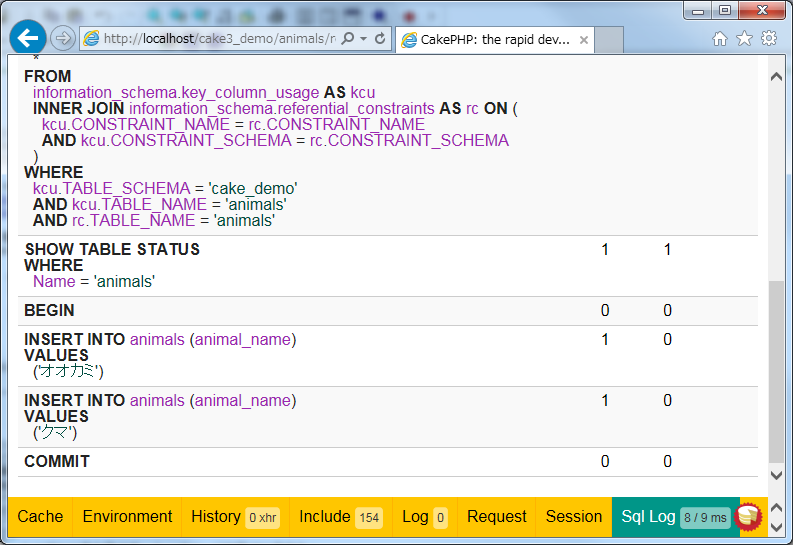 http://localhost/cake3_demo/animals/r
CakePHP: the rapid dev...
*
FROM
information_schema.key_column_usage AS kcu
INNER JOIN information_schema.referential_constraints AS rc ON (
kcu.CONSTRAINT_NAME = rc.CONSTRAINT_NAME
AND kcu.CONSTRAINT_SCHEMA = rc.CONSTRAINT_SCHEMA
)
WHERE
kcu.TABLE_SCHEMA = 'cake_demo'
AND kcu.TABLE_NAME = 'animals'
AND rc.TABLE_NAME = 'animals'
SHOW TABLE STATUS 1 1
WHERE
Name = 'animals'
BEGIN 0 0
INSERT INTO animals (animal_name) 1 0
VALUES
('オオカミ')
INSERT INTO animals (animal_name) 1 0
VALUES
('クマ')
COMMIT 0 0
Cache Environment History 0 xhr Include 154 Log 0 Request Session Sql Log 8 / 9 ms